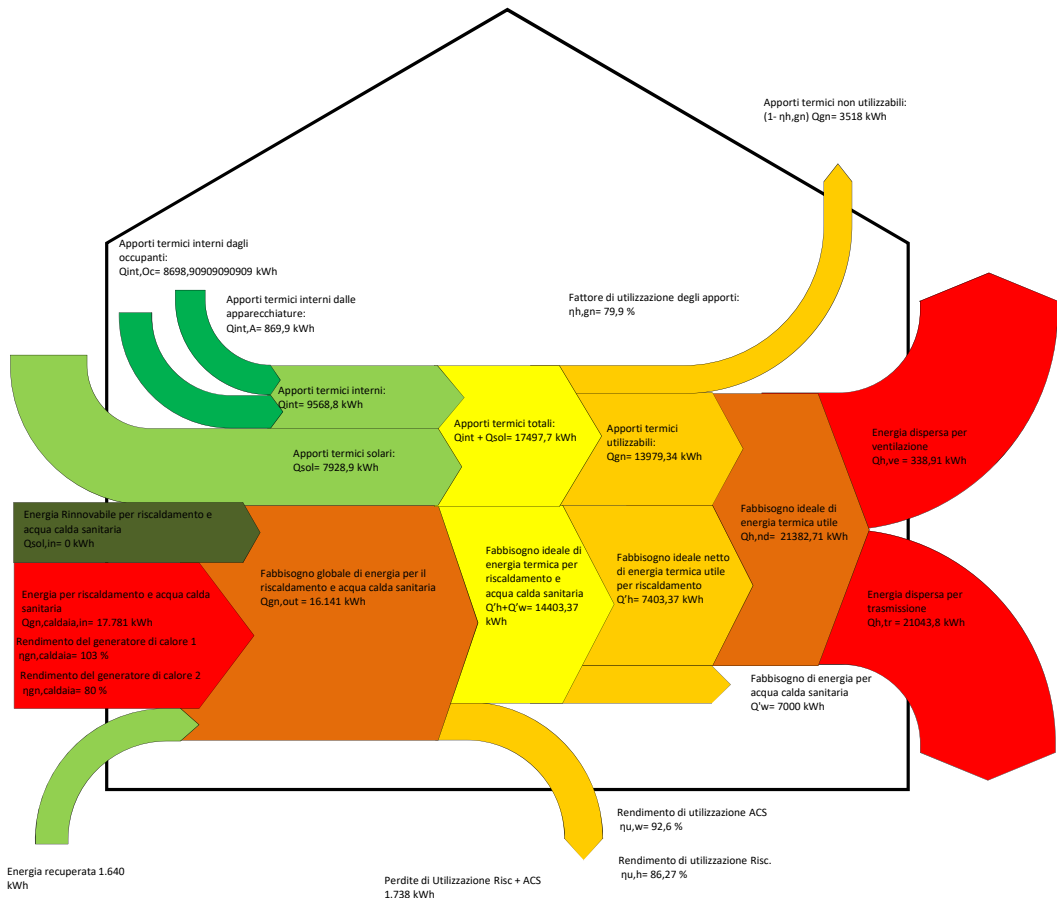 Apporti termici non utilizzabili:
(1- ηh,gn) Qgn= 3518 kWh
Apporti termici interni dagli
occupanti:
Qint,Oc= 8698,90909090909 kWh
Apporti termici interni dalle
apparecchiature:
Qint,A= 869,9 kWh
Fattore di utilizzazione degli apporti:
ηh,gn= 79,9 %
Apporti termici interni:
Qint= 9568,8 kWh
Apporti termici totali:
Qint + Qsol= 17497,7 kWh
Apporti termici
utilizzabili:
Qgn= 13979,34 kWh
Energia dispersa per
ventilazione
Qh,ve = 338,91 kWh
Apporti termici solari:
Qsol= 7928,9 kWh
Energia Rinnovabile per riscaldamento e
acqua calda sanitaria
Qsol,in= 0 kWh
Fabbisogno ideale di
energia termica utile
Qh,nd= 21382,71 kWh
Fabbisogno globale di energia per il
riscaldamento e acqua calda sanitaria
Qgn,out = 16.141 kWh
Fabbisogno ideale di
energia termica per
riscaldamento e
acqua calda sanitaria
Q'h+Q'w= 14403,37
kWh
Fabbisogno ideale netto
di energia termica utile
per riscaldamento
Q'h= 7403,37 kWh
Energia per riscaldamento e acqua calda
sanitaria
Qgn,caldaia,in= 17.781 kWh
Rendimento del generatore di calore 1
ηgn,caldaia= 103 %
Rendimento del generatore di calore 2
ηgn,caldaia= 80 %
Energia dispersa per
trasmissione
Qh,tr = 21043,8 kWh
Fabbisogno di energia per
acqua calda sanitaria
Q'w= 7000 kWh
Rendimento di utilizzazione ACS
ηu,w= 92,6 %
Rendimento di utilizzazione Risc.
ηu,h= 86,27 %
Energia recuperata 1.640
kWh
Perdite di Utilizzazione Risc + ACS
1.738 kWh